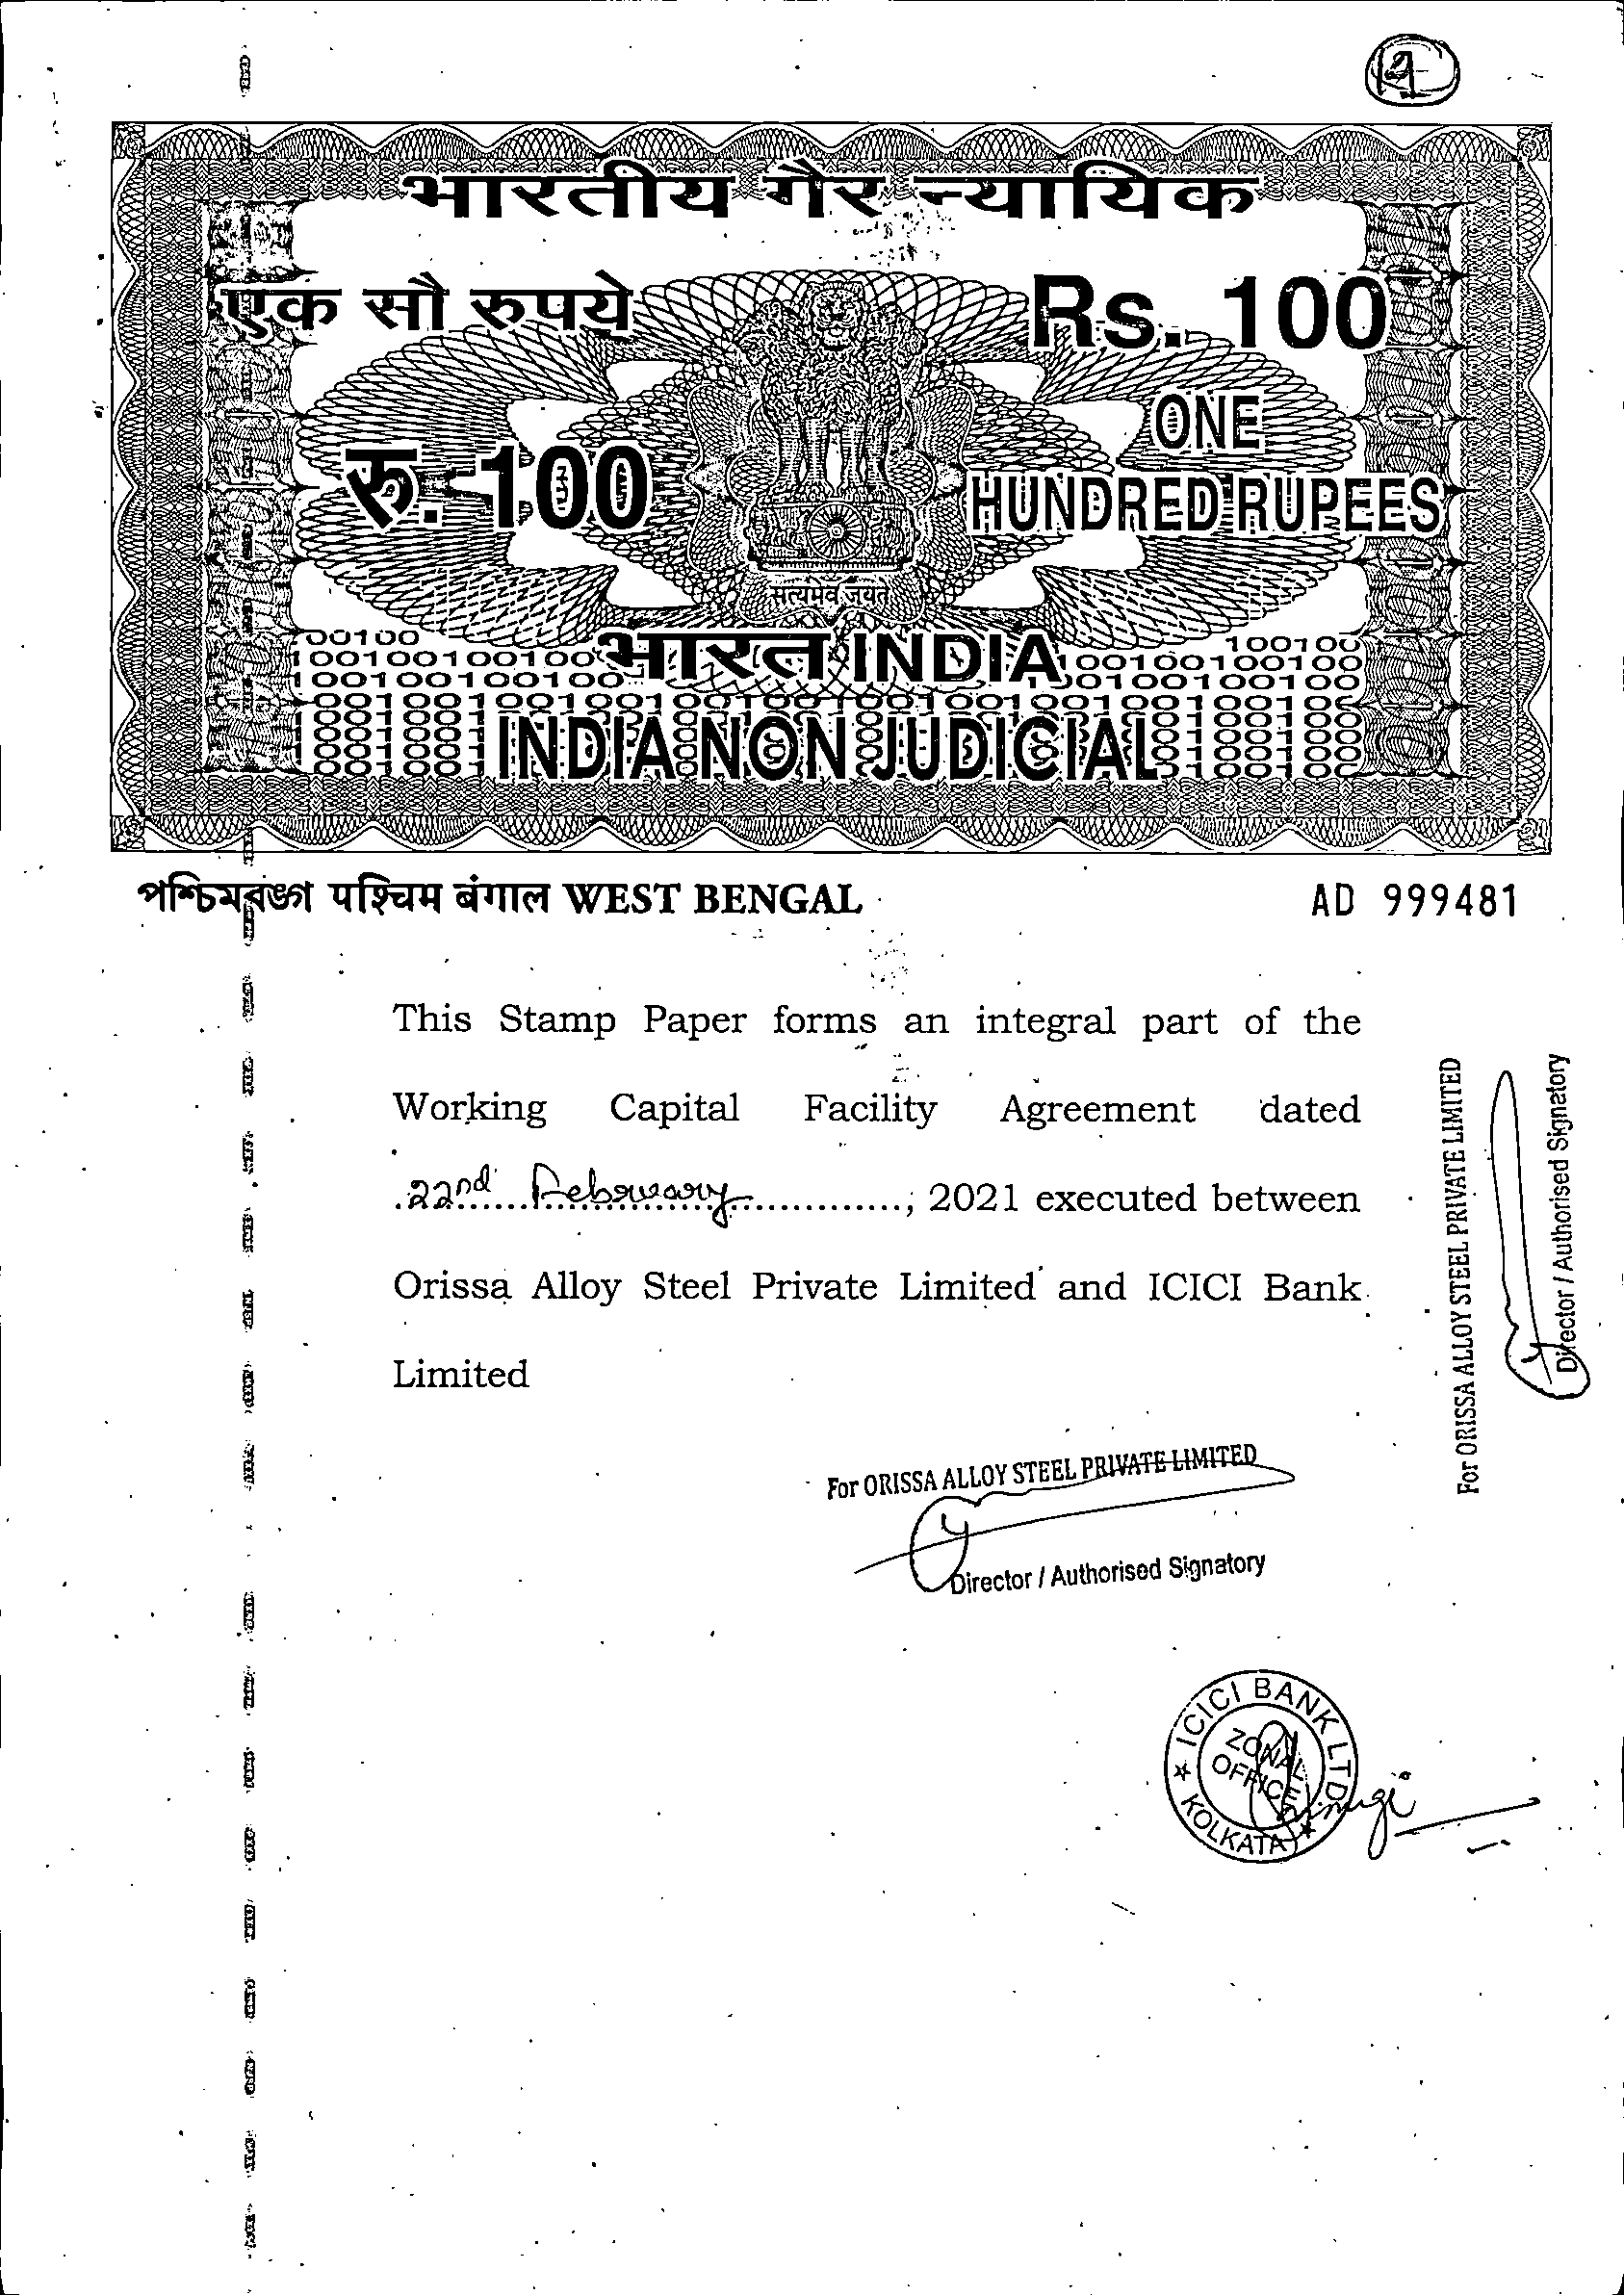 भारतीय गैर न्यायिक
एक सौ रुपये
Rs. 100
रु. 100
ONE
HUNDRED RUPEES
सत्यमेव जयते
भारत INDIA
INDIA NON JUDICIAL
পশ্চিমবঙ্গ पश्चिम बंगाल WEST BENGAL
AD 999481
This Stamp Paper forms an integral part of the
Working Capital Facility Agreement dated
22nd February, 2021 executed between
Orissa Alloy Steel Private Limited and ICICI Bank
Limited
For ORISSA ALLOY STEEL PRIVATE LIMITED
Director / Authorised Signatory
For ORISSA ALLOY STEEL PRIVATE LIMITED
Director / Authorised Signatory
ICICI BANK LTD
ZONAL
OFFICE
KOLKATA